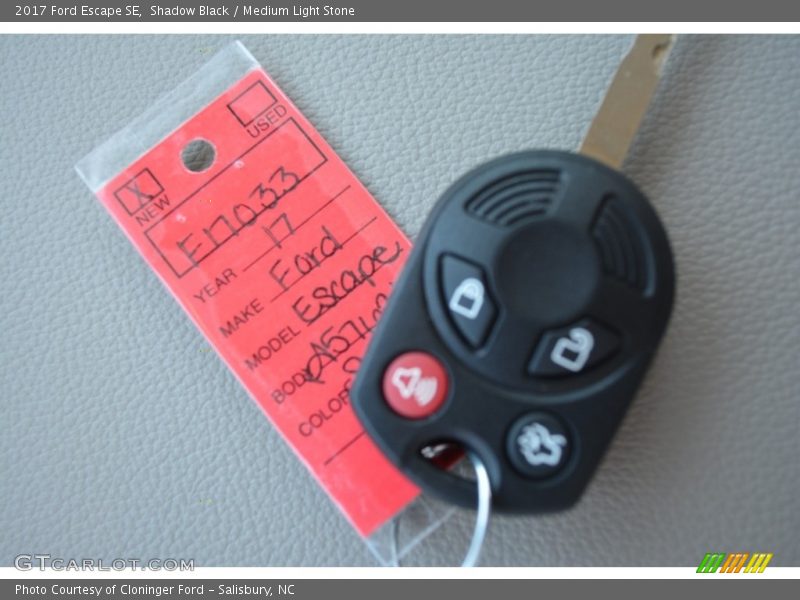 2017 Ford Escape SE,  Shadow Black / Medium Light Stone
USED
X NEW
E17033
YEAR 17
MAKE Ford
MODEL Escape
BODY
COLOR
GTCARLOT.COM
Photo Courtesy of Cloninger Ford – Salisbury, NC